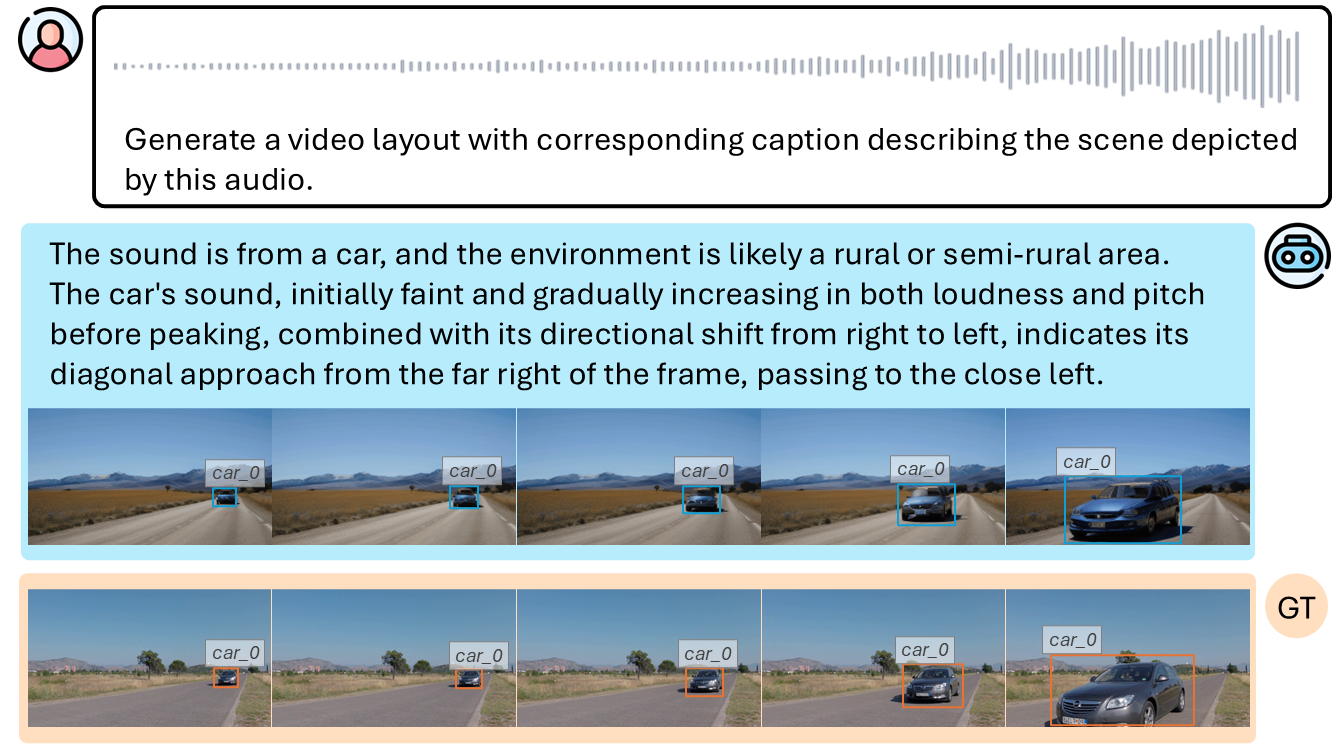 Generate a video layout with corresponding caption describing the scene depicted
by this audio.
The sound is from a car, and the environment is likely a rural or semi-rural area.
The car's sound, initially faint and gradually increasing in both loudness and pitch
before peaking, combined with its directional shift from right to left, indicates its
diagonal approach from the far right of the frame, passing to the close left.
car_0
car_0
car_0
car_0
car_0
GT
car_0
car_0
car_0
car_0
car_0